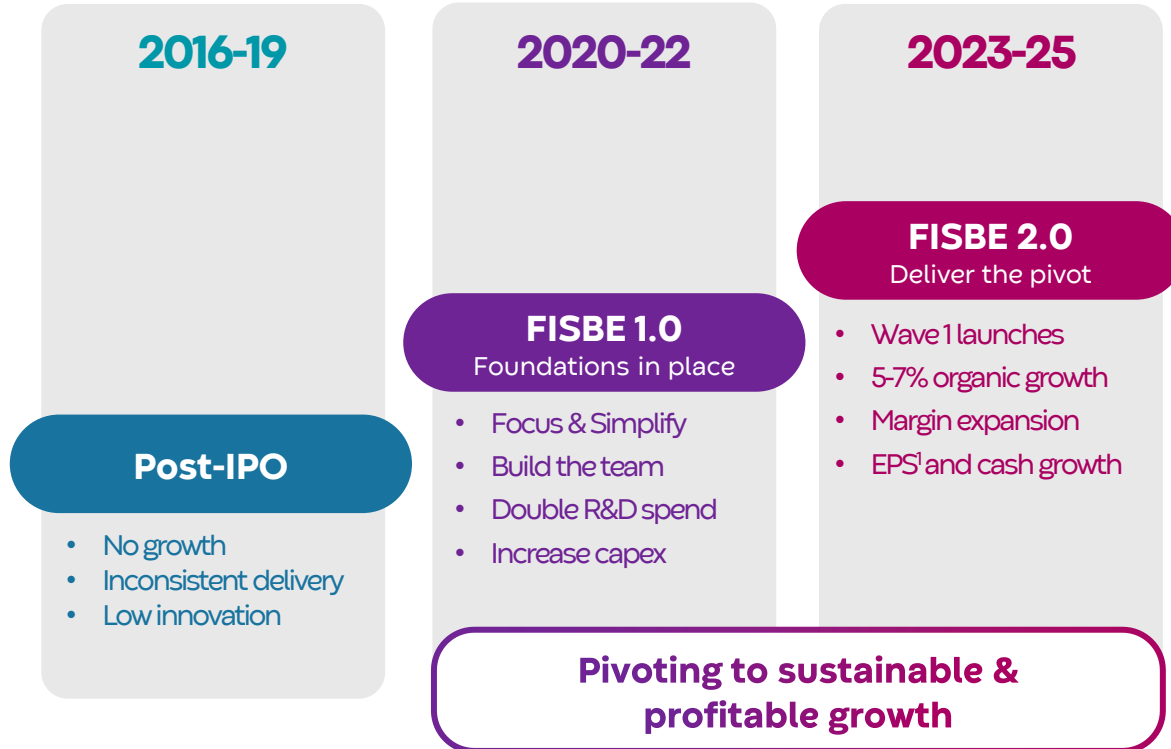 2016-19
Post-IPO
• No growth
• Inconsistent delivery
• Low innovation
2020-22
FISBE 1.0
Foundations in place
• Focus & Simplify
• Build the team
• Double R&D spend
• Increase capex
2023-25
FISBE 2.0
Deliver the pivot
• Wave 1 launches
• 5-7% organic growth
• Margin expansion
• EPS¹ and cash growth
Pivoting to sustainable &
profitable growth